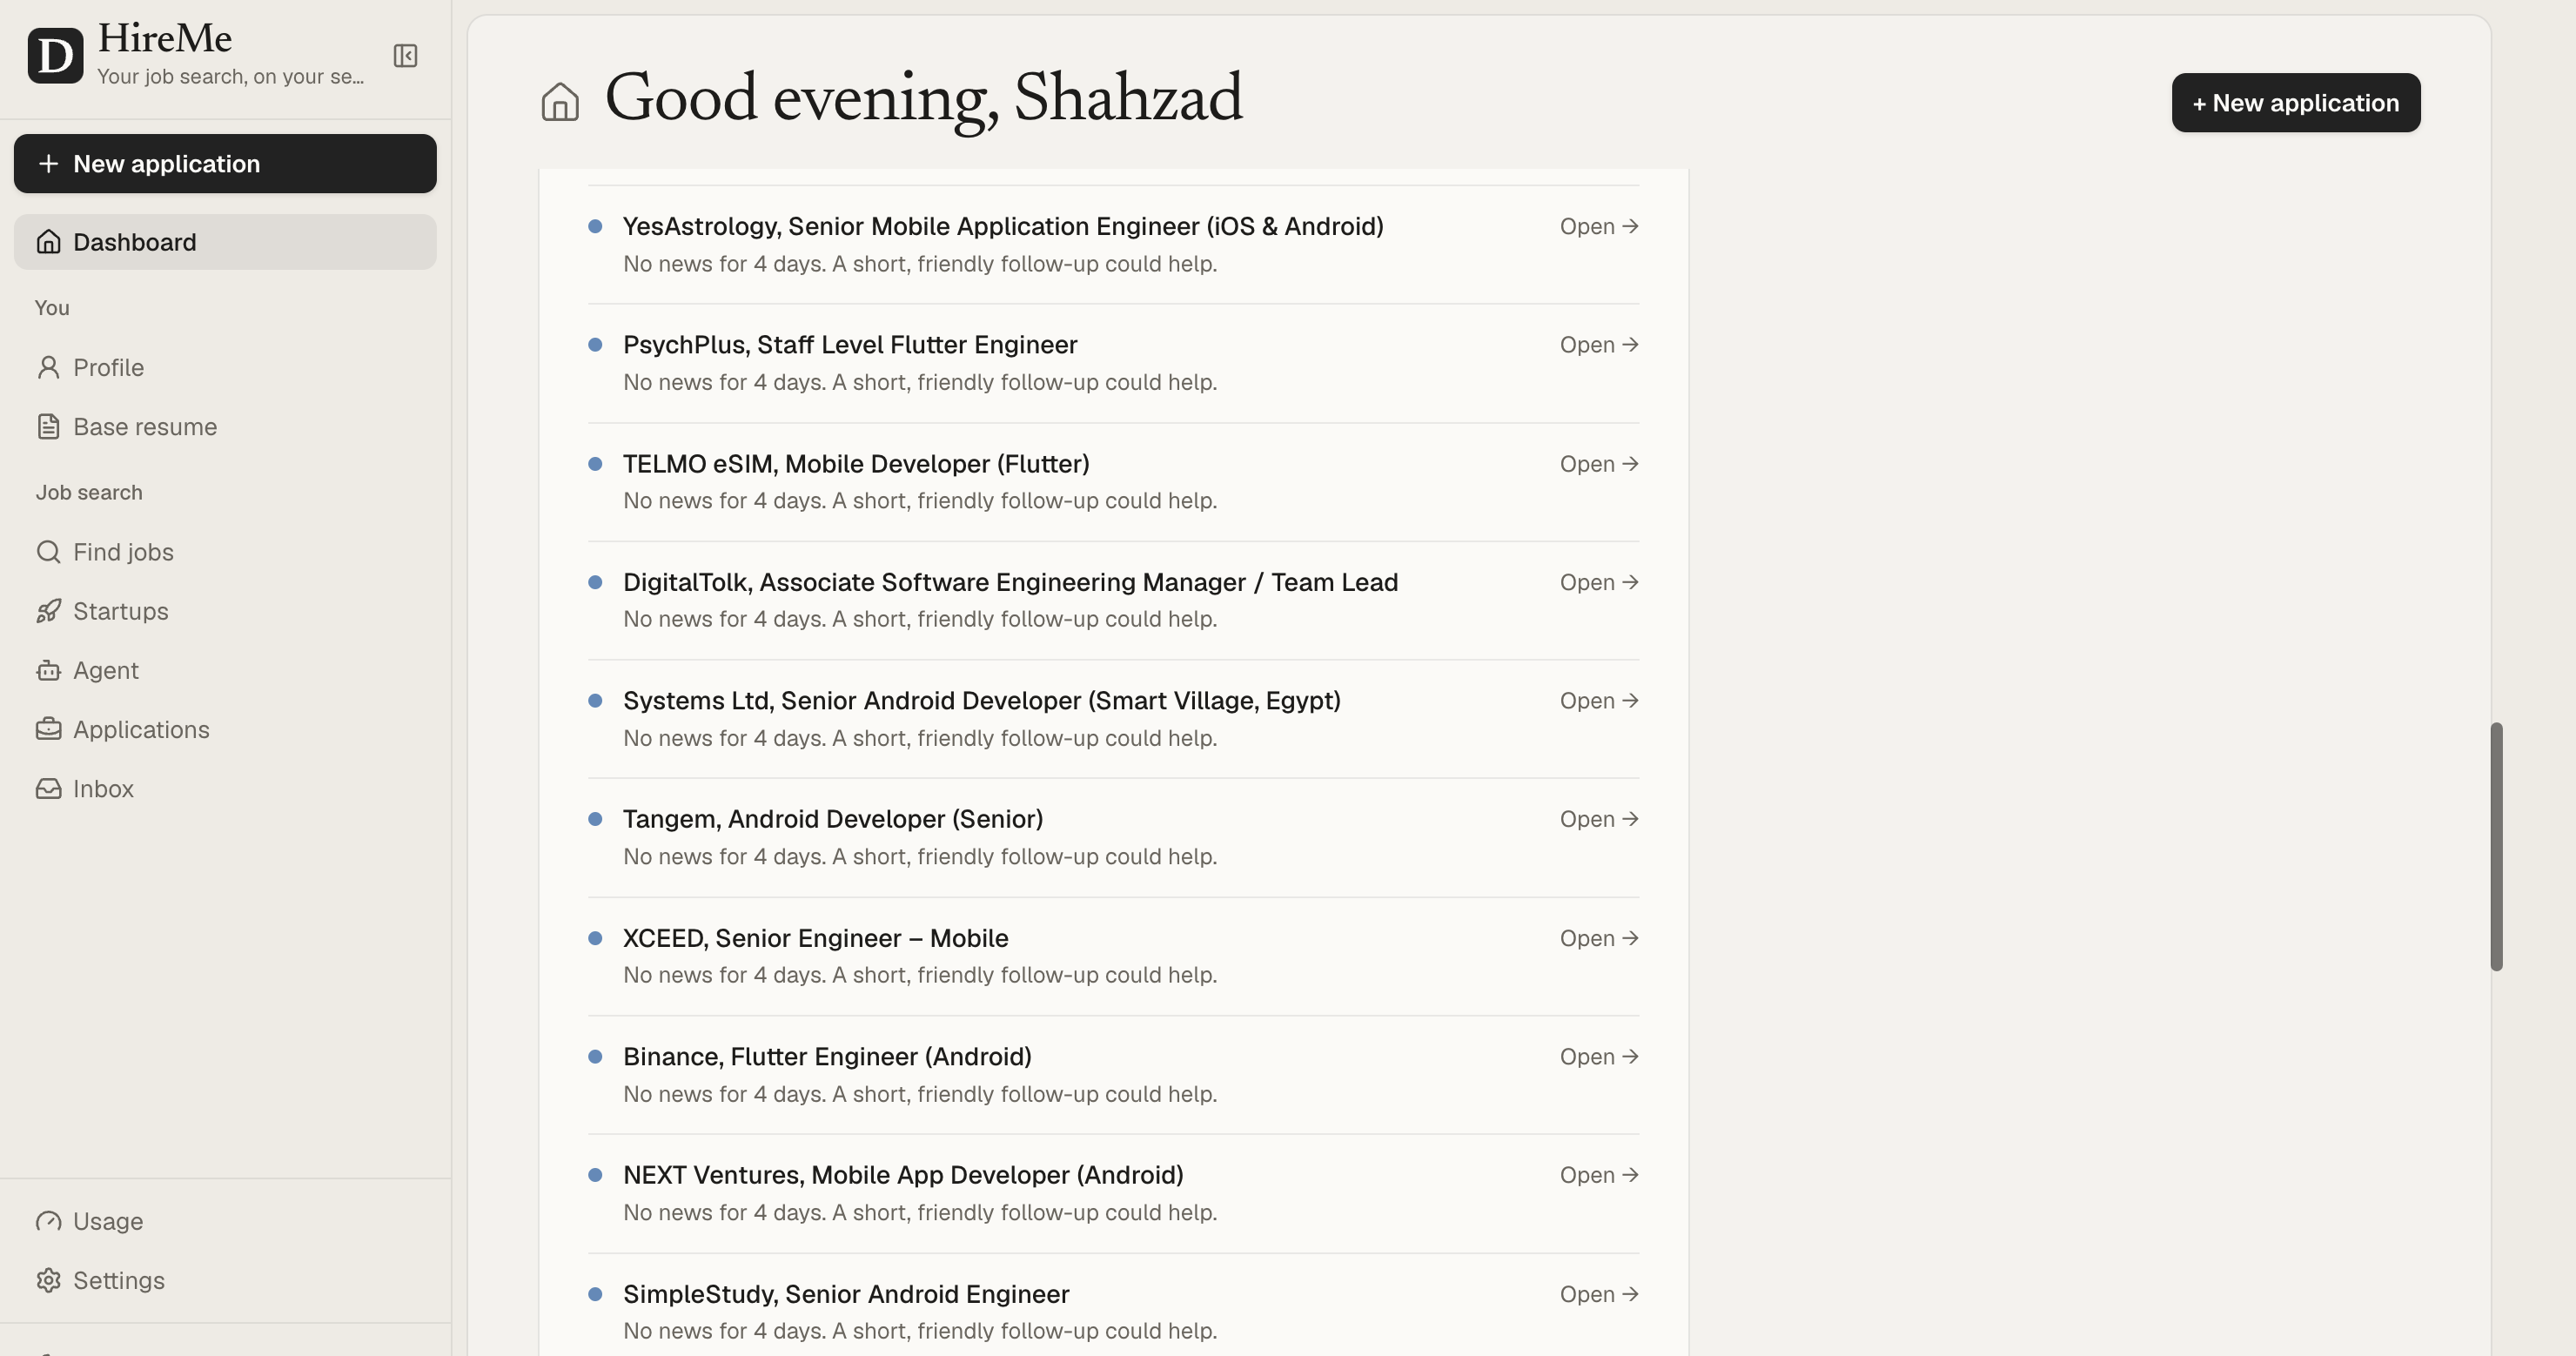 D
HireMe
Your job search, on your se...
+ New application
Dashboard
You
Profile
Base resume
Job search
Find jobs
Startups
Agent
Applications
Inbox
Usage
Settings
Good evening, Shahzad
+ New application
YesAstrology, Senior Mobile Application Engineer (iOS & Android)
Open →
No news for 4 days. A short, friendly follow-up could help.
PsychPlus, Staff Level Flutter Engineer
Open →
No news for 4 days. A short, friendly follow-up could help.
TELMO eSIM, Mobile Developer (Flutter)
Open →
No news for 4 days. A short, friendly follow-up could help.
DigitalTolk, Associate Software Engineering Manager / Team Lead
Open →
No news for 4 days. A short, friendly follow-up could help.
Systems Ltd, Senior Android Developer (Smart Village, Egypt)
Open →
No news for 4 days. A short, friendly follow-up could help.
Tangem, Android Developer (Senior)
Open →
No news for 4 days. A short, friendly follow-up could help.
XCEED, Senior Engineer – Mobile
Open →
No news for 4 days. A short, friendly follow-up could help.
Binance, Flutter Engineer (Android)
Open →
No news for 4 days. A short, friendly follow-up could help.
NEXT Ventures, Mobile App Developer (Android)
Open →
No news for 4 days. A short, friendly follow-up could help.
SimpleStudy, Senior Android Engineer
Open →
No news for 4 days. A short, friendly follow-up could help.